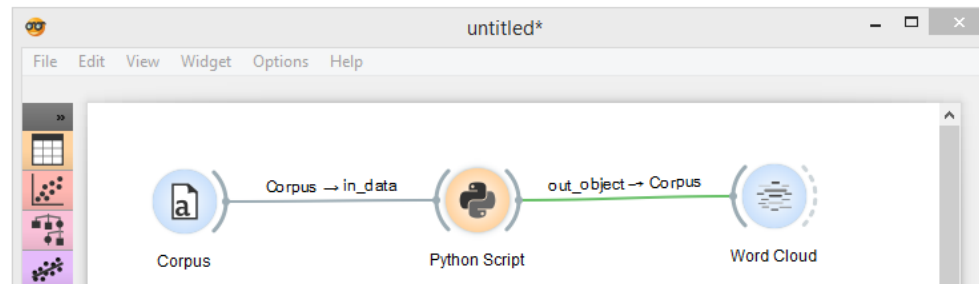 untitled*
File Edit View Widget Options Help
»
Corpus → in_data
out_object → Corpus
a
Corpus
Python Script
Word Cloud